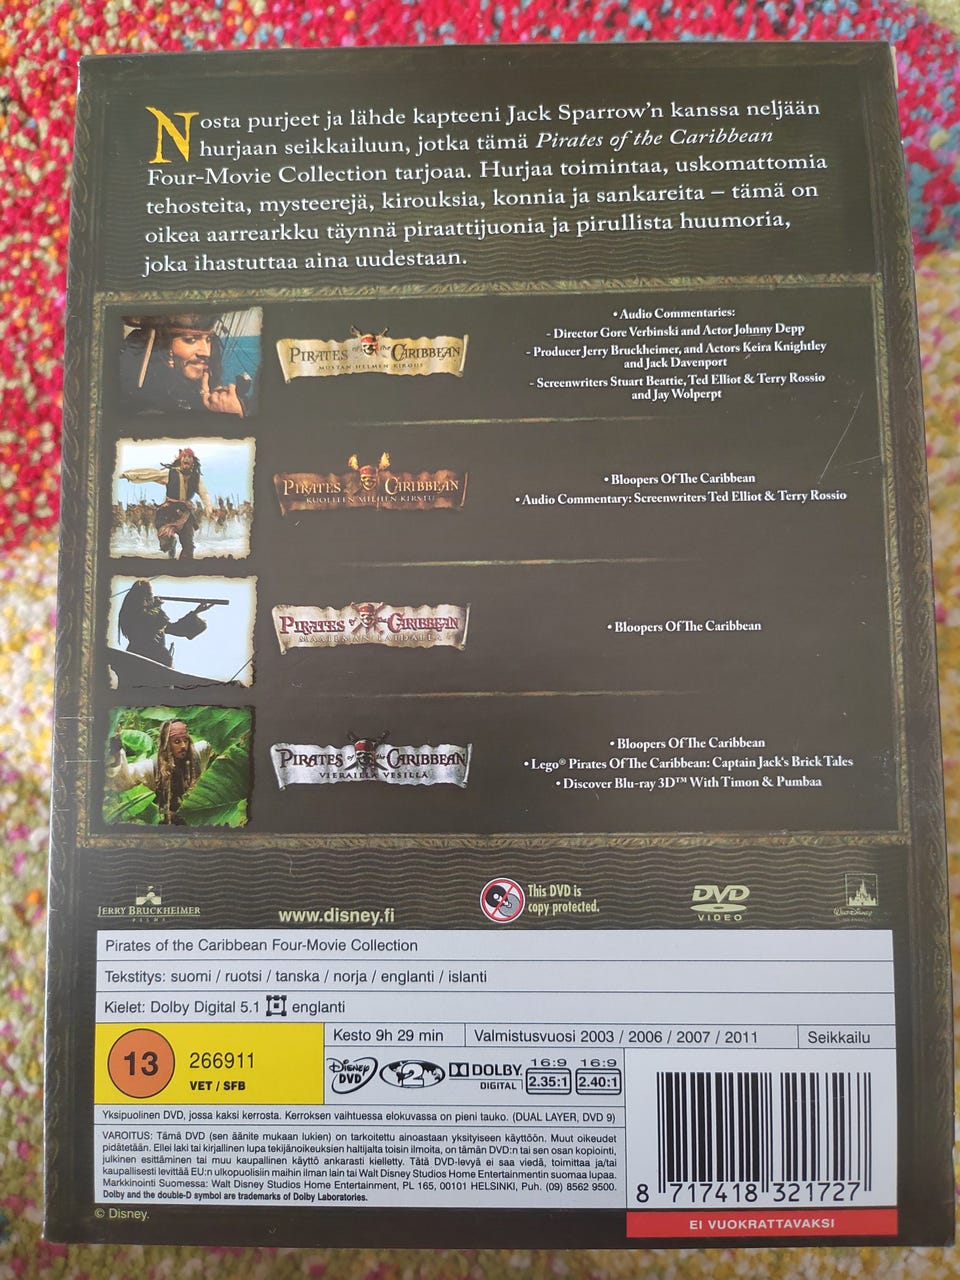 Nosta purjeet ja lähde kapteeni Jack Sparrow'n kanssa neljään
hurjaan seikkailuun, jotka tämä Pirates of the Caribbean
Four-Movie Collection tarjoaa. Hurjaa toimintaa, uskomattomia
tehosteita, mysteerejä, kirouksia, konnia ja sankareita – tämä on
oikea aarrearkku täynnä piraattijuonia ja pirullista huumoria,
joka ihastuttaa aina uudestaan.
PIRATES of the CARIBBEAN
MUSTAN HELMEN KIROUS
• Audio Commentaries:
- Director Gore Verbinski and Actor Johnny Depp
- Producer Jerry Bruckheimer, and Actors Keira Knightley
and Jack Davenport
- Screenwriters Stuart Beattie, Ted Elliot & Terry Rossio
and Jay Wolperpt
PIRATES of the CARIBBEAN
KUOLLEEN MIEHEN KIRSTU
• Bloopers Of The Caribbean
• Audio Commentary: Screenwriters Ted Elliot & Terry Rossio
PIRATES of the CARIBBEAN
MAAILMAN LAIDALLA
• Bloopers Of The Caribbean
PIRATES of the CARIBBEAN
VIERAILLA VESILLÄ
• Bloopers Of The Caribbean
• Lego® Pirates Of The Caribbean: Captain Jack's Brick Tales
• Discover Blu-ray 3D™ With Timon & Pumbaa
JERRY BRUCKHEIMER
FILMS
www.disney.fi
This DVD is
copy protected.
DVD
VIDEO
WALT DISNEY
Pirates of the Caribbean Four-Movie Collection
Tekstitys: suomi / ruotsi / tanska / norja / englanti / islanti
Kielet: Dolby Digital 5.1 englanti
13
266911
VET / SFB
Kesto 9h 29 min
Valmistusvuosi 2003 / 2006 / 2007 / 2011
Seikkailu
DISNEY DVD
2
DOLBY
DIGITAL
16:9
2.35:1
16:9
2.40:1
Yksipuolinen DVD, jossa kaksi kerrosta. Kerroksen vaihtuessa elokuvassa on pieni tauko. (DUAL LAYER, DVD 9)
VAROITUS: Tämä DVD (sen äänite mukaan lukien) on tarkoitettu ainoastaan yksityiseen käyttöön. Muut oikeudet
pidätetään. Ellei laki tai kirjallinen lupa tekijänoikeuksien haltijalta toisin ilmoita, on tämän DVD:n tai sen osan kopiointi,
julkinen esittäminen tai muu kaupallinen käyttö ankarasti kielletty. Tätä DVD-levyä ei saa viedä, toimittaa ja/tai
kaupallisesti levittää EU:n ulkopuolisiin maihin ilman lain tai Walt Disney Studios Home Entertainmentin suomaa lupaa.
Markkinointi Suomessa: Walt Disney Studios Home Entertainment, PL 165, 00101 HELSINKI, Puh. (09) 8562 9500.
Dolby and the double-D symbol are trademarks of Dolby Laboratories.
8 717418 321727
© Disney.
EI VUOKRATTAVAKSI